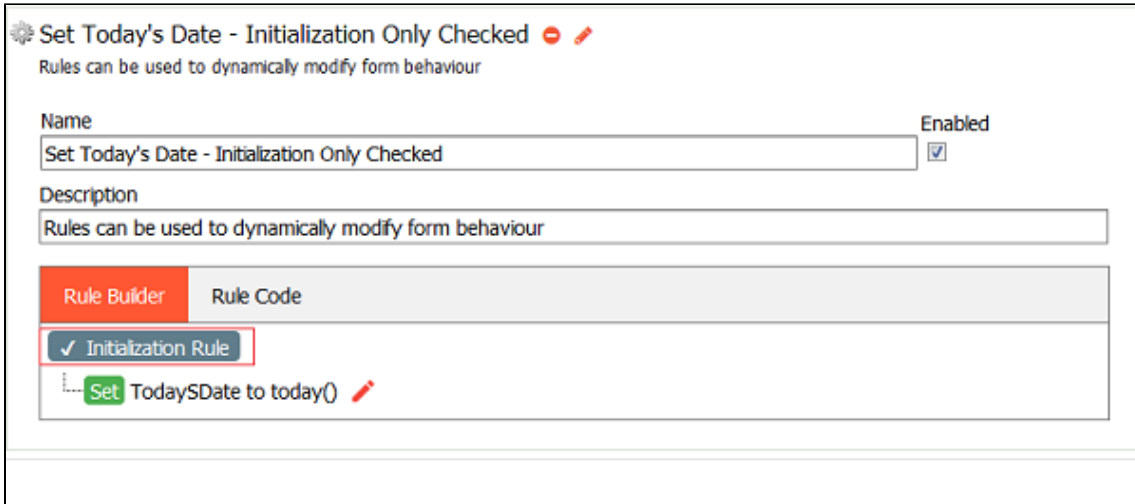 Set Today's Date - Initialization Only Checked
Rules can be used to dynamically modify form behaviour
Name
Enabled
Set Today's Date - Initialization Only Checked
Description
Rules can be used to dynamically modify form behaviour
Rule Builder Rule Code
✓ Initialization Rule
Set TodaySDate to today()